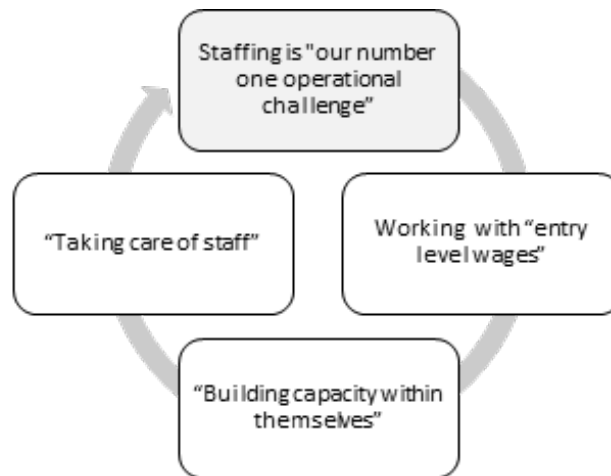 Staffing is "our number
one operational
challenge”
Working with “entry
level wages”
“Building capacity within
themselves”
“Taking care of staff”